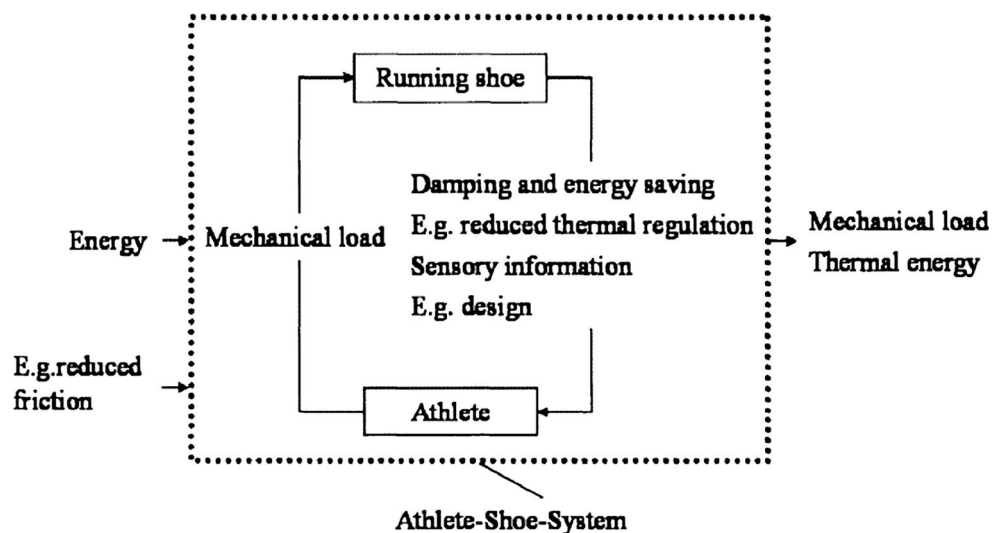 Running shoe
Damping and energy saving
E.g. reduced thermal regulation
Sensory information
E.g. design
Energy
Mechanical load
Mechanical load
Thermal energy
E.g.reduced
friction
Athlete
Athlete-Shoe-System